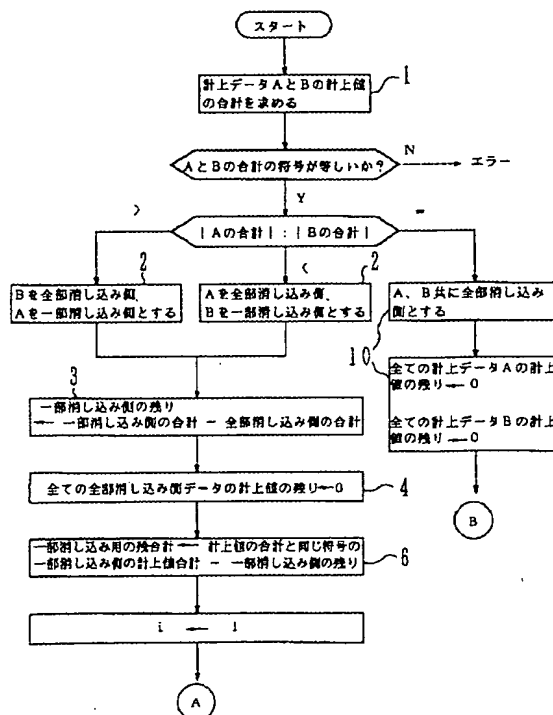 スタート
計上データAとBの計上値
の合計を求める
1
AとBの合計の符号が等しいか?
N
エラー
Y
|Aの合計|:|Bの合計|
>
<
=
Bを全部消し込み側、
Aを一部消し込み側とする
2
Aを全部消し込み側、
Bを一部消し込み側とする
2
A、B共に全部消し込み
側とする
10
全ての計上データAの計上
値の残り←0
全ての計上データBの計上
値の残り←0
B
3
一部消し込み側の残り
← 一部消し込み側の合計 − 全部消し込み側の合計
全ての全部消し込み側データの計上値の残り←0
4
一部消し込み用の残合計 ← 計上値の合計と同じ符号の
一部消し込み側の計上値合計 − 一部消し込み側の残り
6
i ← 1
A